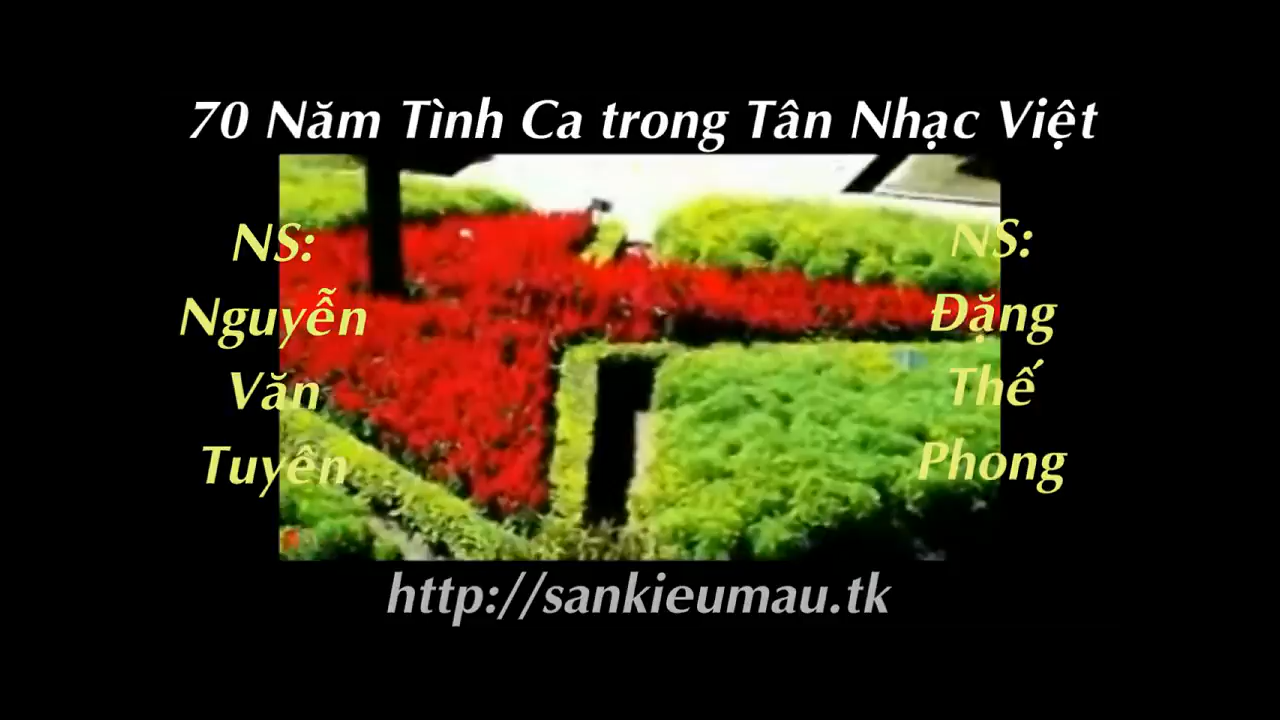 70 Năm Tình Ca trong Tân Nhạc Việt
NS:
Nguyễn
Văn
Tuyên
NS:
Đặng
Thế
Phong
http://sankieumau.tk